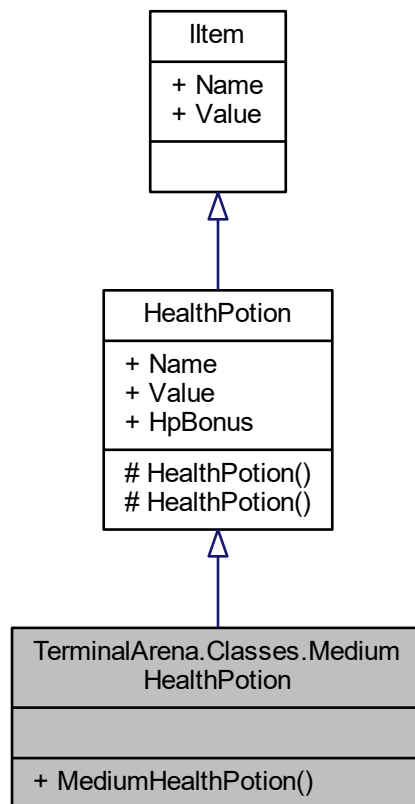 IItem
+ Name
+ Value
HealthPotion
+ Name
+ Value
+ HpBonus
# HealthPotion()
# HealthPotion()
TerminalArena.Classes.Medium
HealthPotion
+ MediumHealthPotion()